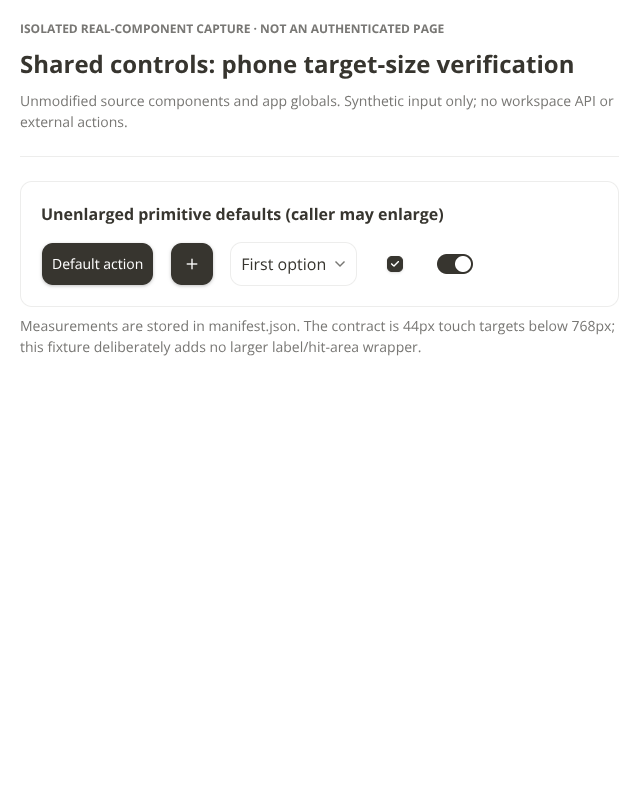 ISOLATED REAL-COMPONENT CAPTURE · NOT AN AUTHENTICATED PAGE
Shared controls: phone target-size verification
Unmodified source components and app globals. Synthetic input only; no workspace API or
external actions.
Unenlarged primitive defaults (caller may enlarge)
Default action
First option
Measurements are stored in manifest.json. The contract is 44px touch targets below 768px;
this fixture deliberately adds no larger label/hit-area wrapper.